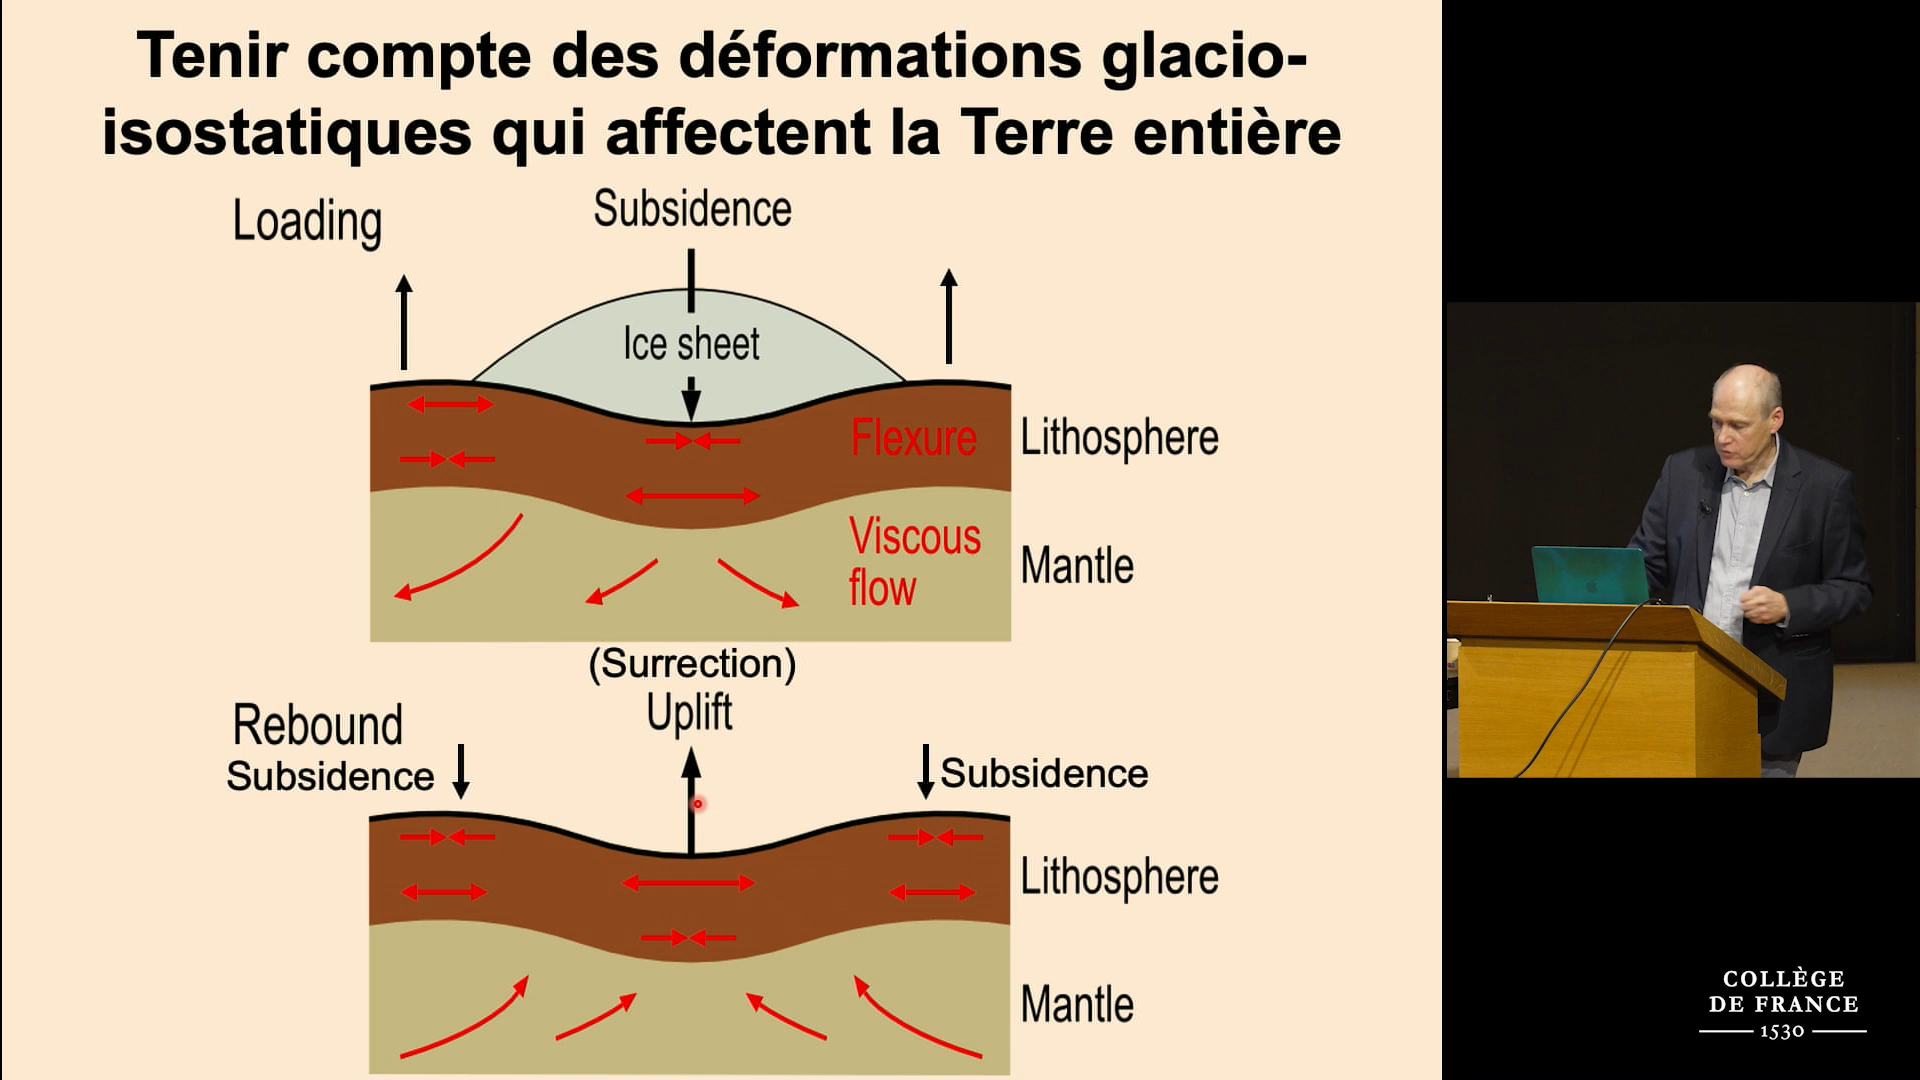 Tenir compte des déformations glacio-
isostatiques qui affectent la Terre entière
Loading
Subsidence
Ice sheet
Flexure
Lithosphere
Viscous
flow
Mantle
(Surrection)
Uplift
Rebound
Subsidence
Subsidence
Lithosphere
Mantle
COLLÈGE
DE FRANCE
1530